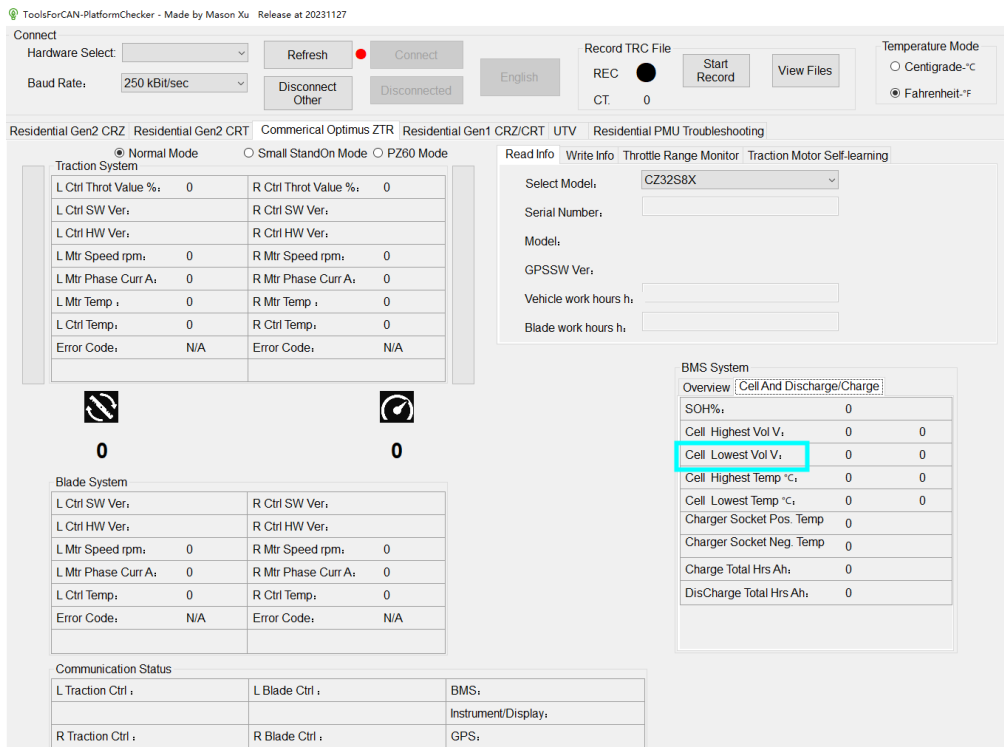 ToolsForCAN-PlatformChecker - Made by Mason Xu   Release at 20231127
Connect
Hardware Select:
Refresh
Connect
Baud Rate:
250 kBit/sec
Disconnect
Other
Disconnected
English
Record TRC File
REC
Start
Record
View Files
CT.
0
Temperature Mode
Centigrade-℃
Fahrenheit-℉
Residential Gen2 CRZ
Residential Gen2 CRT
Commerical Optimus ZTR
Residential Gen1 CRZ/CRT
UTV
Residential PMU Troubleshooting
Normal Mode
Small StandOn Mode
PZ60 Mode
Traction System
L Ctrl Throt Value %: 0 R Ctrl Throt Value %: 0
L Ctrl SW Ver: R Ctrl SW Ver:
L Ctrl HW Ver: R Ctrl HW Ver:
L Mtr Speed rpm: 0 R Mtr Speed rpm: 0
L Mtr Phase Curr A: 0 R Mtr Phase Curr A: 0
L Mtr Temp : 0 R Mtr Temp : 0
L Ctrl Temp: 0 R Ctrl Temp: 0
Error Code: N/A Error Code: N/A
0
0
Blade System
L Ctrl SW Ver: R Ctrl SW Ver:
L Ctrl HW Ver: R Ctrl HW Ver:
L Mtr Speed rpm: 0 R Mtr Speed rpm: 0
L Mtr Phase Curr A: 0 R Mtr Phase Curr A: 0
L Ctrl Temp: 0 R Ctrl Temp: 0
Error Code: N/A Error Code: N/A
Read Info
Write Info
Throttle Range Monitor
Traction Motor Self-learning
Select Model: CZ32S8X
Serial Number:
Model:
GPSSW Ver:
Vehicle work hours h:
Blade work hours h:
BMS System
Overview
Cell And Discharge/Charge
SOH%: 0
Cell Highest Vol V: 0 0
Cell Lowest Vol V: 0 0
Cell Highest Temp ℃: 0 0
Cell Lowest Temp ℃: 0 0
Charger Socket Pos. Temp 0
Charger Socket Neg. Temp 0
Charge Total Hrs Ah: 0
DisCharge Total Hrs Ah: 0
Communication Status
L Traction Ctrl : L Blade Ctrl : BMS:
Instrument/Display:
R Traction Ctrl : R Blade Ctrl : GPS: